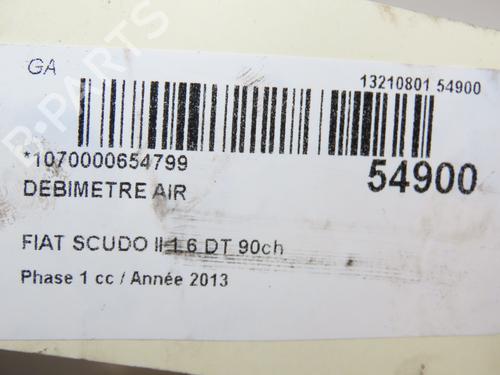 GA
13210801 54900
*1070000654799
54900
DEBIMETRE AIR
FIAT SCUDO II 1.6 DT 90ch
Phase 1 cc / Année 2013
B-PARTS